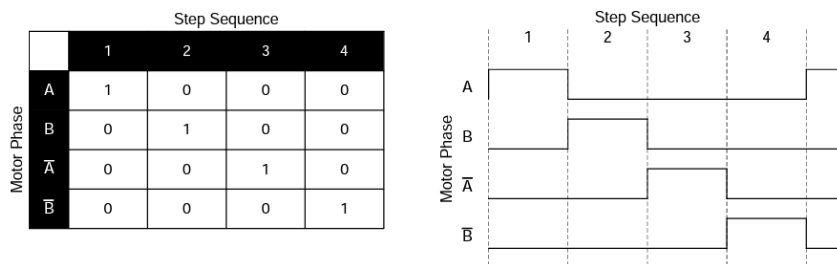 Step Sequence
1 2 3 4
Motor Phase
A 1 0 0 0
B 0 1 0 0
A̅ 0 0 1 0
B̅ 0 0 0 1
Step Sequence
1 2 3 4
Motor Phase
A
B
A̅
B̅